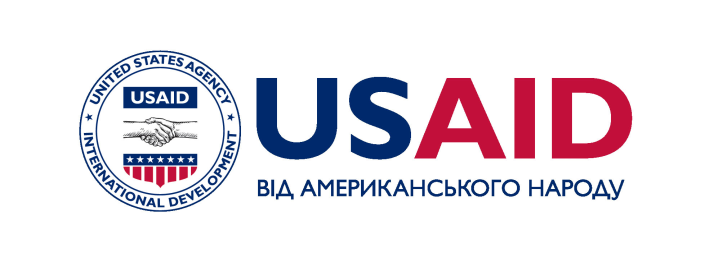 UNITED STATES AGENCY
USAID
INTERNATIONAL DEVELOPMENT
USAID
ВІД АМЕРИКАНСЬКОГО НАРОДУ